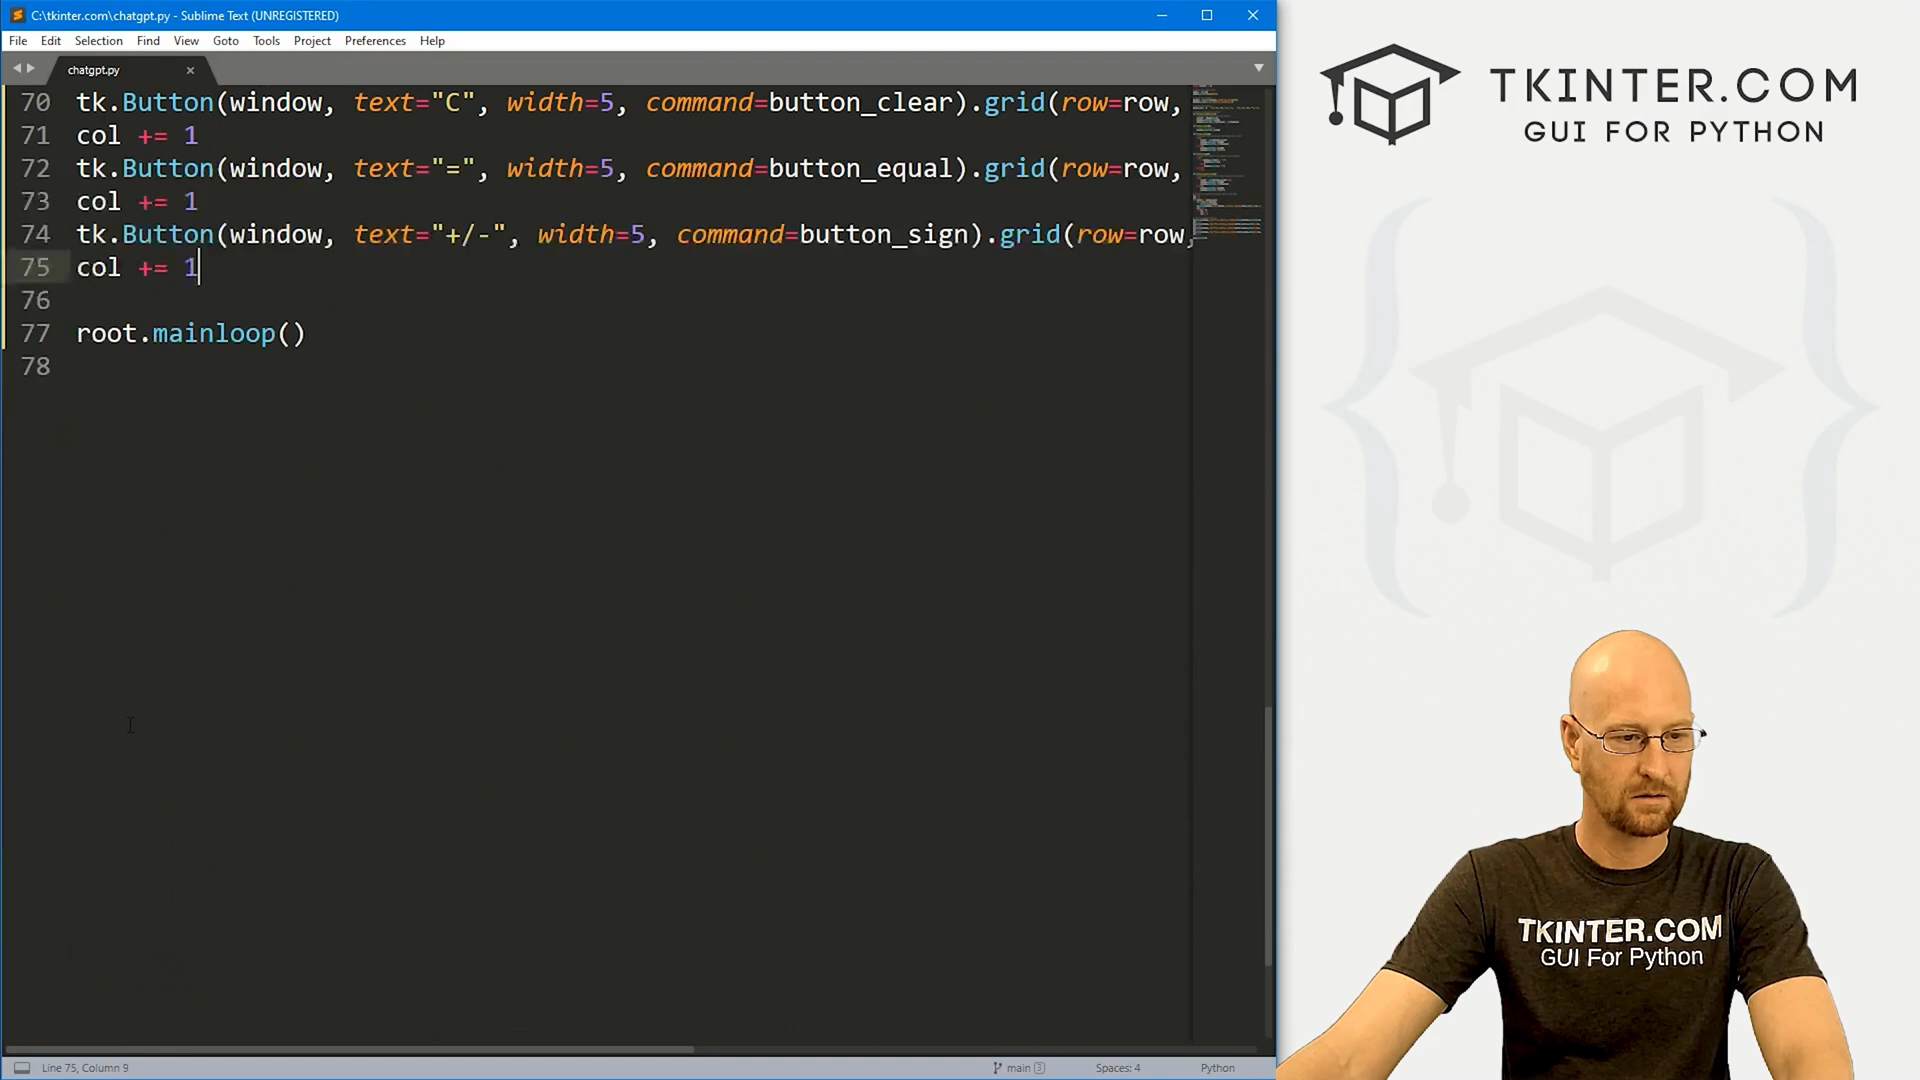 C:\tkinter.com\chatgpt.py - Sublime Text (UNREGISTERED)
File Edit Selection Find View Goto Tools Project Preferences Help
chatgpt.py
70 tk.Button(window, text="C", width=5, command=button_clear).grid(row=row,
71 col += 1
72 tk.Button(window, text="=", width=5, command=button_equal).grid(row=row,
73 col += 1
74 tk.Button(window, text="+/-", width=5, command=button_sign).grid(row=row,
75 col += 1
76
77 root.mainloop()
78
Line 75, Column 9
main 3
Spaces: 4
Python
TKINTER.COM
GUI FOR PYTHON
TKINTER.COM
GUI For Python